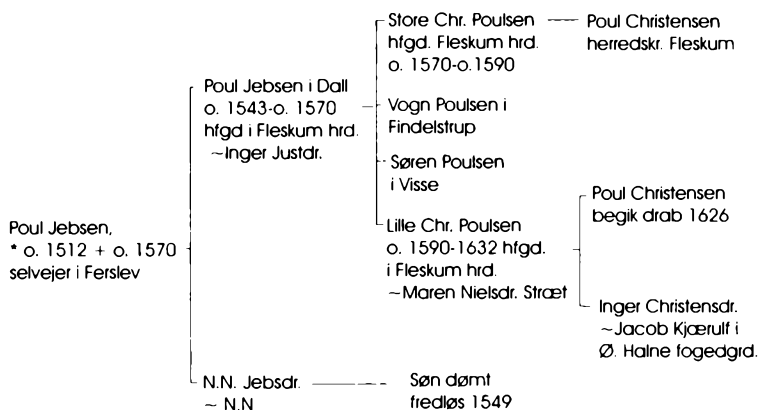 Store Chr. Poulsen
hfgd. Fleskum hrd.
o. 1570-o.1590
Poul Christensen
herredskr. Fleskum
Poul Jebsen i Dall
o. 1543-o. 1570
hfgd i Fleskum hrd.
~Inger Justdr.
Vogn Poulsen i
Findelstrup
Søren Poulsen
i Visse
Poul Jebsen,
* o. 1512 + o. 1570
selvejer i Ferslev
Lille Chr. Poulsen
o. 1590-1632 hfgd.
i Fleskum hrd.
~Maren Nielsdr. Stræt
Poul Christensen
begik drab 1626
Inger Christensdr.
~Jacob Kjærulf i
Ø. Halne fogedgrd.
N.N. Jebsdr.
~ N.N
Søn dømt
fredløs 1549